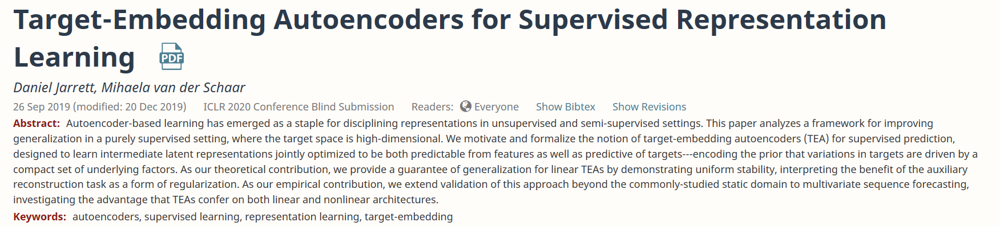 Target-Embedding Autoencoders for Supervised Representation
Learning PDF
Daniel Jarrett, Mihaela van der Schaar
26 Sep 2019 (modified: 20 Dec 2019) ICLR 2020 Conference Blind Submission Readers: Everyone Show Bibtex Show Revisions
Abstract: Autoencoder-based learning has emerged as a staple for disciplining representations in unsupervised and semi-supervised settings. This paper analyzes a framework for improving
generalization in a purely supervised setting, where the target space is high-dimensional. We motivate and formalize the notion of target-embedding autoencoders (TEA) for supervised prediction,
designed to learn intermediate latent representations jointly optimized to be both predictable from features as well as predictive of targets---encoding the prior that variations in targets are driven by a
compact set of underlying factors. As our theoretical contribution, we provide a guarantee of generalization for linear TEAs by demonstrating uniform stability, interpreting the benefit of the auxiliary
reconstruction task as a form of regularization. As our empirical contribution, we extend validation of this approach beyond the commonly-studied static domain to multivariate sequence forecasting,
investigating the advantage that TEAs confer on both linear and nonlinear architectures.
Keywords: autoencoders, supervised learning, representation learning, target-embedding